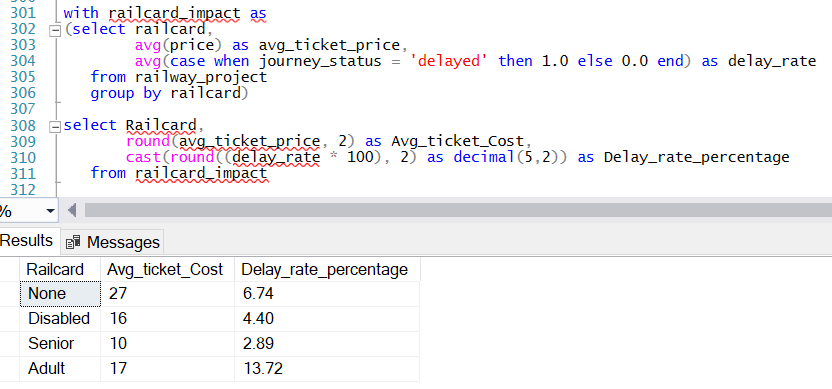 301 with railcard_impact as
302 (select railcard,
303 avg(price) as avg_ticket_price,
304 avg(case when journey_status = 'delayed' then 1.0 else 0.0 end) as delay_rate
305 from railway_project
306 group by railcard)
307
308 select Railcard,
309 round(avg_ticket_price, 2) as Avg_ticket_Cost,
310 cast(round((delay_rate * 100), 2) as decimal(5,2)) as Delay_rate_percentage
311 from railcard_impact
312
%
Results Messages
Railcard Avg_ticket_Cost Delay_rate_percentage
None 27 6.74
Disabled 16 4.40
Senior 10 2.89
Adult 17 13.72